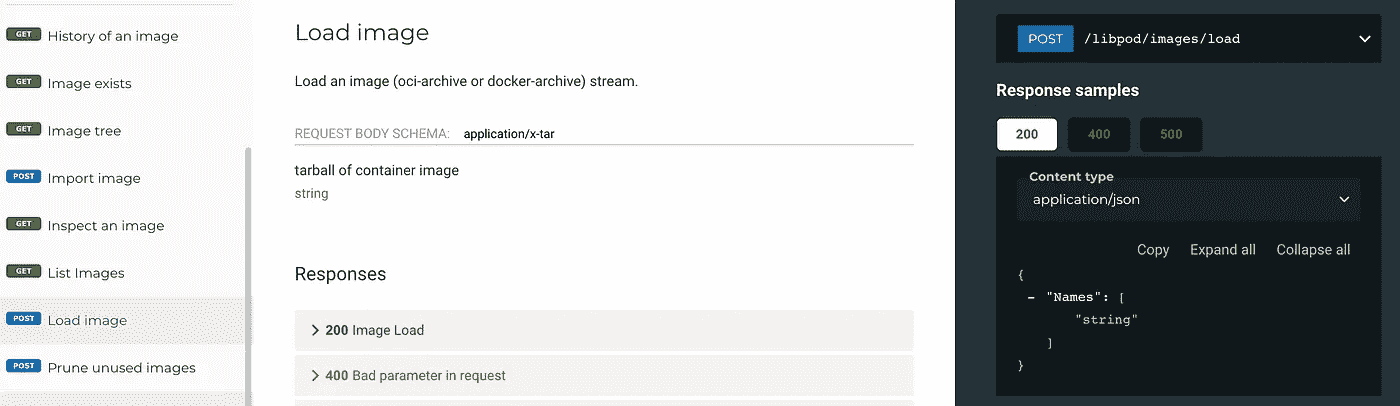 GET History of an image
GET Image exists
GET Image tree
POST Import image
GET Inspect an image
GET List Images
POST Load image
POST Prune unused images
Load image
Load an image (oci-archive or docker-archive) stream.
REQUEST BODY SCHEMA: application/x-tar
tarball of container image
string
Responses
200 Image Load
400 Bad parameter in request
POST /libpod/images/load
Response samples
200 400 500
Content type
application/json
Copy Expand all Collapse all
{
- "Names": [
"string"
]
}